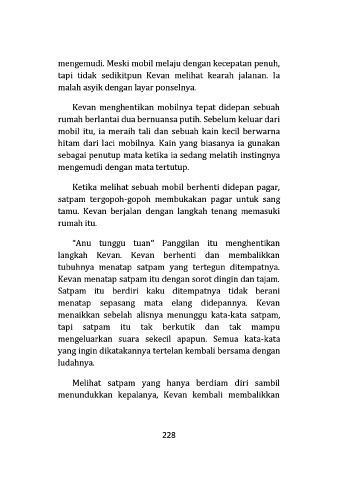 mengemudi. Meski mobil melaju dengan kecepatan penuh,
tapi tidak sedikitpun Kevan melihat kearah jalanan. Ia
malah asyik dengan layar ponselnya.
Kevan menghentikan mobilnya tepat didepan sebuah
rumah berlantai dua bernuansa putih. Sebelum keluar dari
mobil itu, ia meraih tali dan sebuah kain kecil berwarna
hitam dari laci mobilnya. Kain yang biasanya ia gunakan
sebagai penutup mata ketika ia sedang melatih instingnya
mengemudi dengan mata tertutup.
Ketika melihat sebuah mobil berhenti didepan pagar,
satpam tergopoh-gopoh membukakan pagar untuk sang
tamu. Kevan berjalan dengan langkah tenang memasuki
rumah itu.
"Anu tunggu tuan" Panggilan itu menghentikan
langkah Kevan. Kevan berhenti dan membalikkan
tubuhnya menatap satpam yang tertegun ditempatnya.
Kevan menatap satpam itu dengan sorot dingin dan tajam.
Satpam itu berdiri kaku ditempatnya tidak berani
menatap sepasang mata elang didepannya. Kevan
menaikkan sebelah alisnya menunggu kata-kata satpam,
tapi satpam itu tak berkutik dan tak mampu
mengeluarkan suara sekecil apapun. Semua kata-kata
yang ingin dikatakannya tertelan kembali bersama dengan
ludahnya.
Melihat satpam yang hanya berdiam diri sambil
menundukkan kepalanya, Kevan kembali membalikkan
228